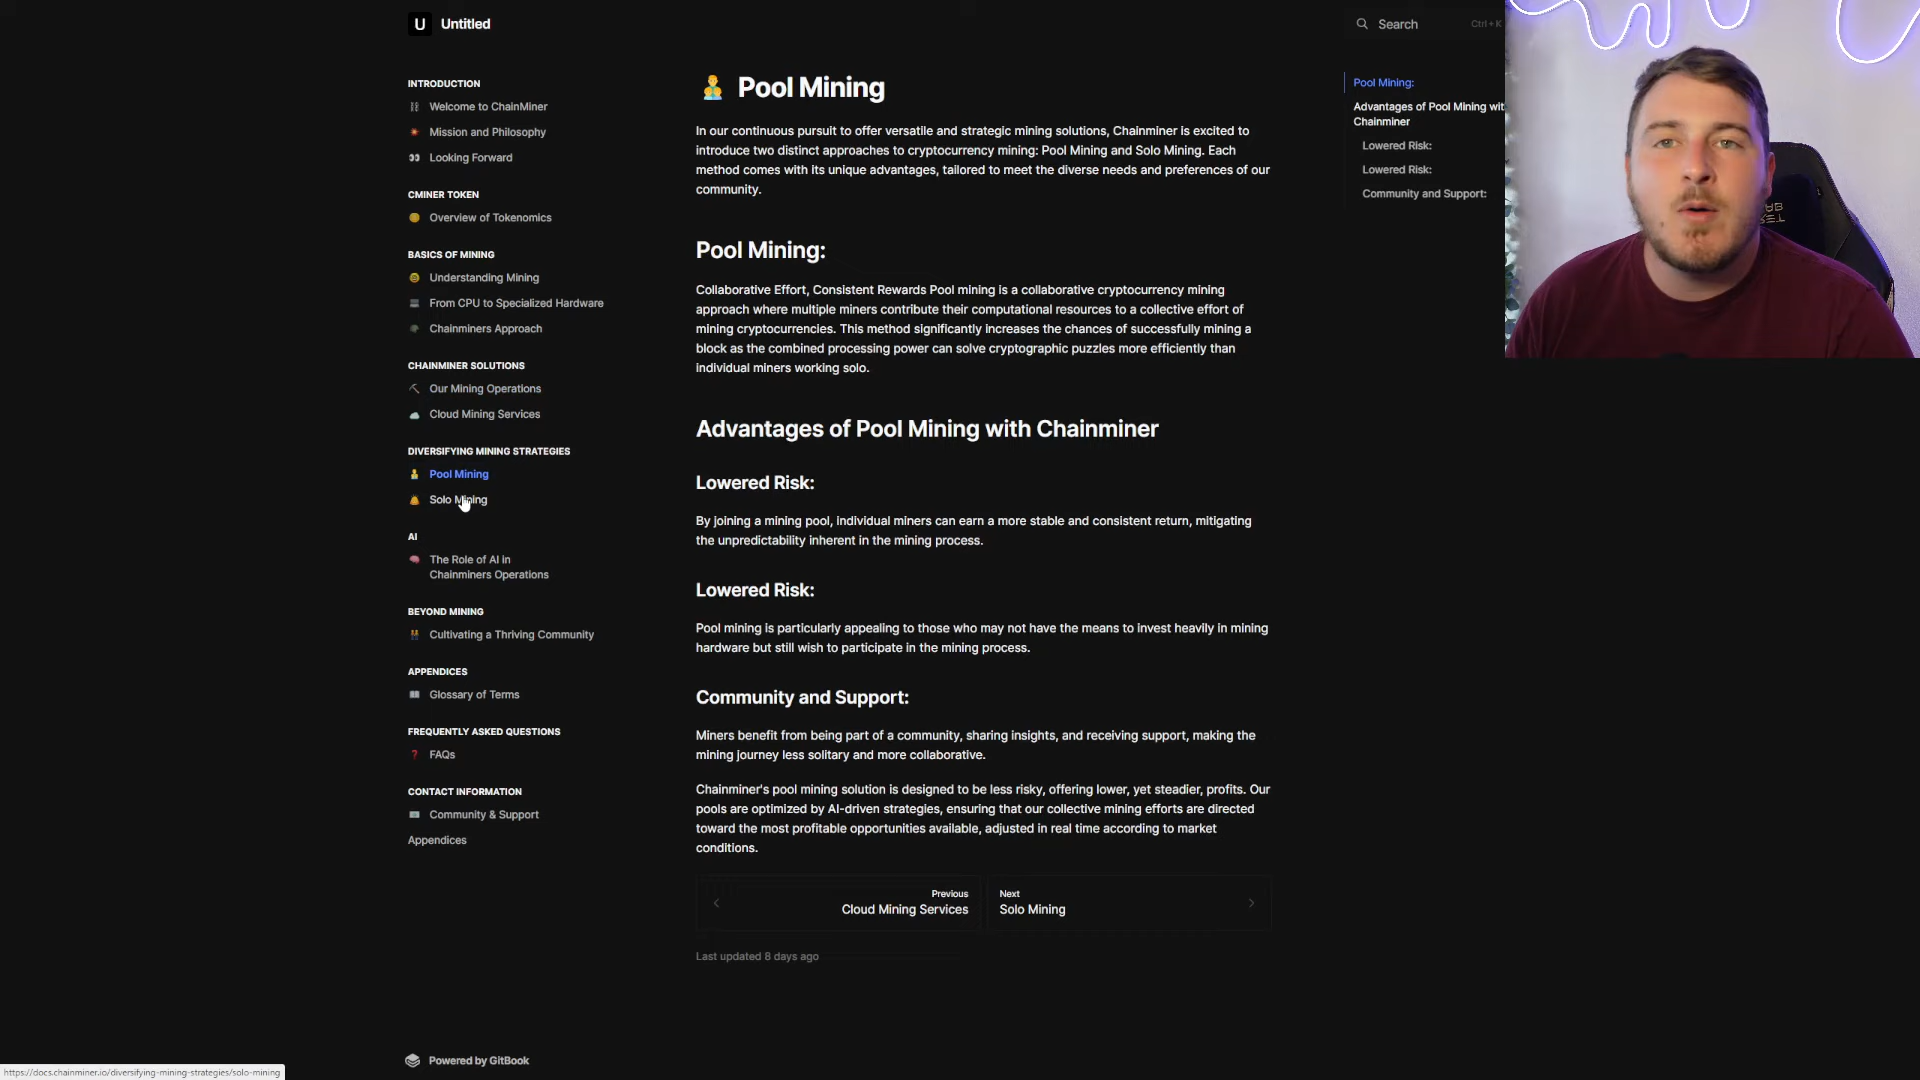 U Untitled
Search
Ctrl + K
INTRODUCTION
Welcome to ChainMiner
Mission and Philosophy
Looking Forward
CMINER TOKEN
Overview of Tokenomics
BASICS OF MINING
Understanding Mining
From CPU to Specialized Hardware
Chainminers Approach
CHAINMINER SOLUTIONS
Our Mining Operations
Cloud Mining Services
DIVERSIFYING MINING STRATEGIES
Pool Mining
Solo Mining
AI
The Role of AI in
Chainminers Operations
BEYOND MINING
Cultivating a Thriving Community
APPENDICES
Glossary of Terms
FREQUENTLY ASKED QUESTIONS
FAQs
CONTACT INFORMATION
Community & Support
Appendices
Powered by GitBook
Pool Mining
In our continuous pursuit to offer versatile and strategic mining solutions, Chainminer is excited to
introduce two distinct approaches to cryptocurrency mining: Pool Mining and Solo Mining. Each
method comes with its unique advantages, tailored to meet the diverse needs and preferences of our
community.
Pool Mining:
Collaborative Effort, Consistent Rewards Pool mining is a collaborative cryptocurrency mining
approach where multiple miners contribute their computational resources to a collective effort of
mining cryptocurrencies. This method significantly increases the chances of successfully mining a
block as the combined processing power can solve cryptographic puzzles more efficiently than
individual miners working solo.
Advantages of Pool Mining with Chainminer
Lowered Risk:
By joining a mining pool, individual miners can earn a more stable and consistent return, mitigating
the unpredictability inherent in the mining process.
Lowered Risk:
Pool mining is particularly appealing to those who may not have the means to invest heavily in mining
hardware but still wish to participate in the mining process.
Community and Support:
Miners benefit from being part of a community, sharing insights, and receiving support, making the
mining journey less solitary and more collaborative.
Chainminer's pool mining solution is designed to be less risky, offering lower, yet steadier, profits. Our
pools are optimized by AI-driven strategies, ensuring that our collective mining efforts are directed
toward the most profitable opportunities available, adjusted in real time according to market
conditions.
Previous
Cloud Mining Services
Next
Solo Mining
Last updated 8 days ago
Pool Mining:
Advantages of Pool Mining wit
Chainminer
Lowered Risk:
Lowered Risk:
Community and Support:
https://docs.chainminer.io/diversifying-mining-strategies/solo-mining